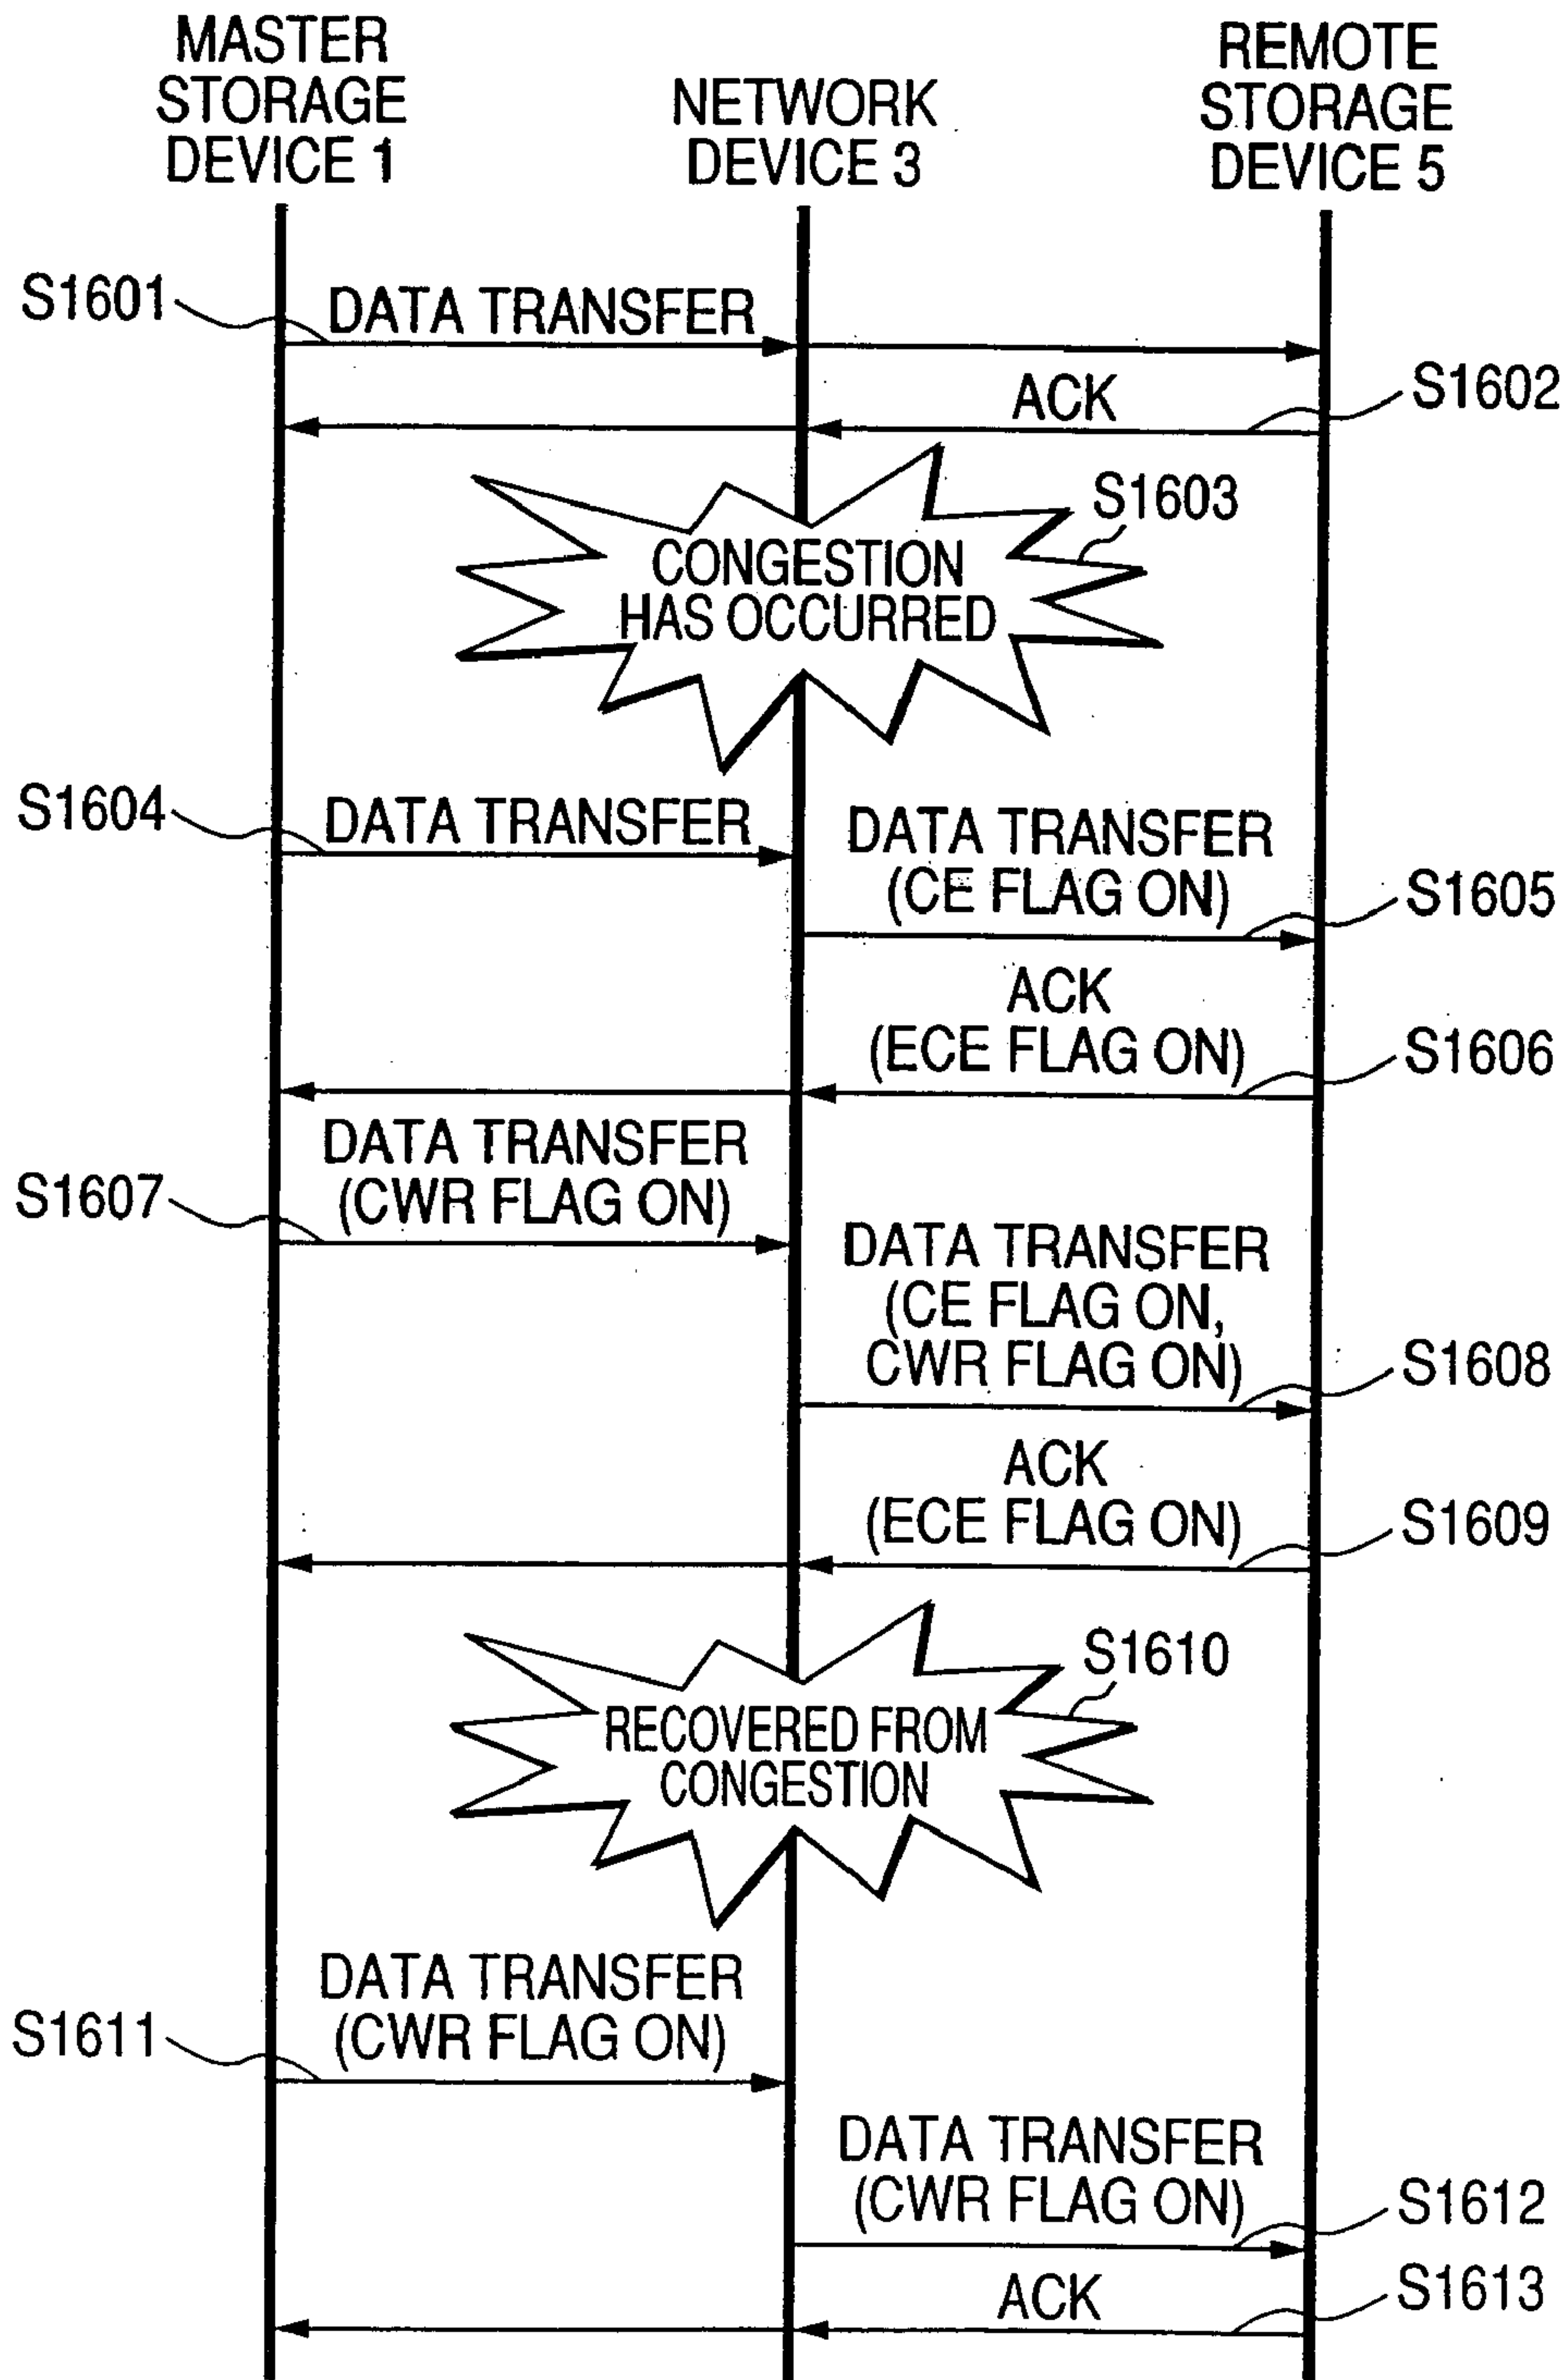 MASTER
STORAGE
DEVICE 1
NETWORK
DEVICE 3
REMOTE
STORAGE
DEVICE 5
S1601
DATA TRANSFER
ACK
S1602
S1603
CONGESTION
HAS OCCURRED
S1604
DATA TRANSFER
DATA TRANSFER
(CE FLAG ON)
S1605
ACK
(ECE FLAG ON)
S1606
DATA TRANSFER
(CWR FLAG ON)
S1607
DATA TRANSFER
(CE FLAG ON,
CWR FLAG ON)
S1608
ACK
(ECE FLAG ON)
S1609
S1610
RECOVERED FROM
CONGESTION
DATA TRANSFER
(CWR FLAG ON)
S1611
DATA TRANSFER
(CWR FLAG ON)
S1612
ACK
S1613